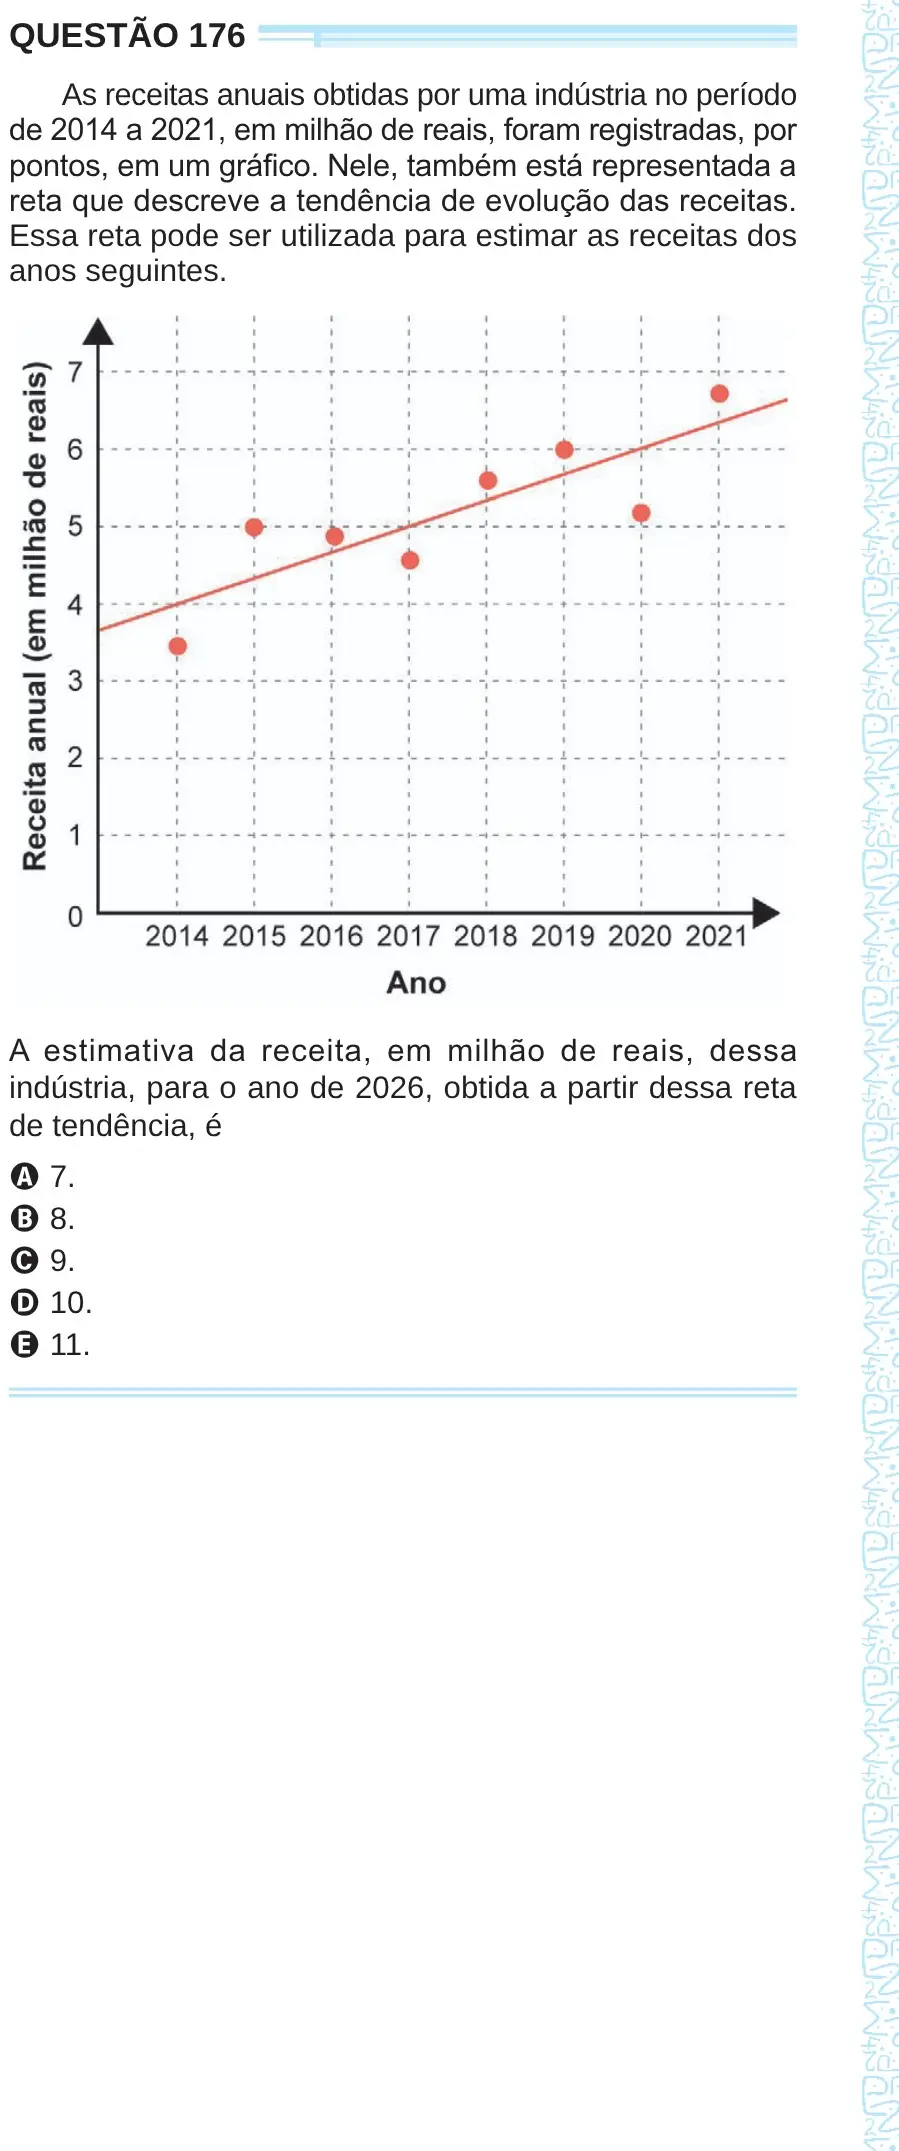 QUESTÃO 176
As receitas anuais obtidas por uma indústria no período
de 2014 a 2021, em milhão de reais, foram registradas, por
pontos, em um gráfico. Nele, também está representada a
reta que descreve a tendência de evolução das receitas.
Essa reta pode ser utilizada para estimar as receitas dos
anos seguintes.
Receita anual (em milhão de reais)
7
6
5
4
3
2
1
0
2014 2015 2016 2017 2018 2019 2020 2021
Ano
A estimativa da receita, em milhão de reais, dessa
indústria, para o ano de 2026, obtida a partir dessa reta
de tendência, é
A 7.
B 8.
C 9.
D 10.
E 11.